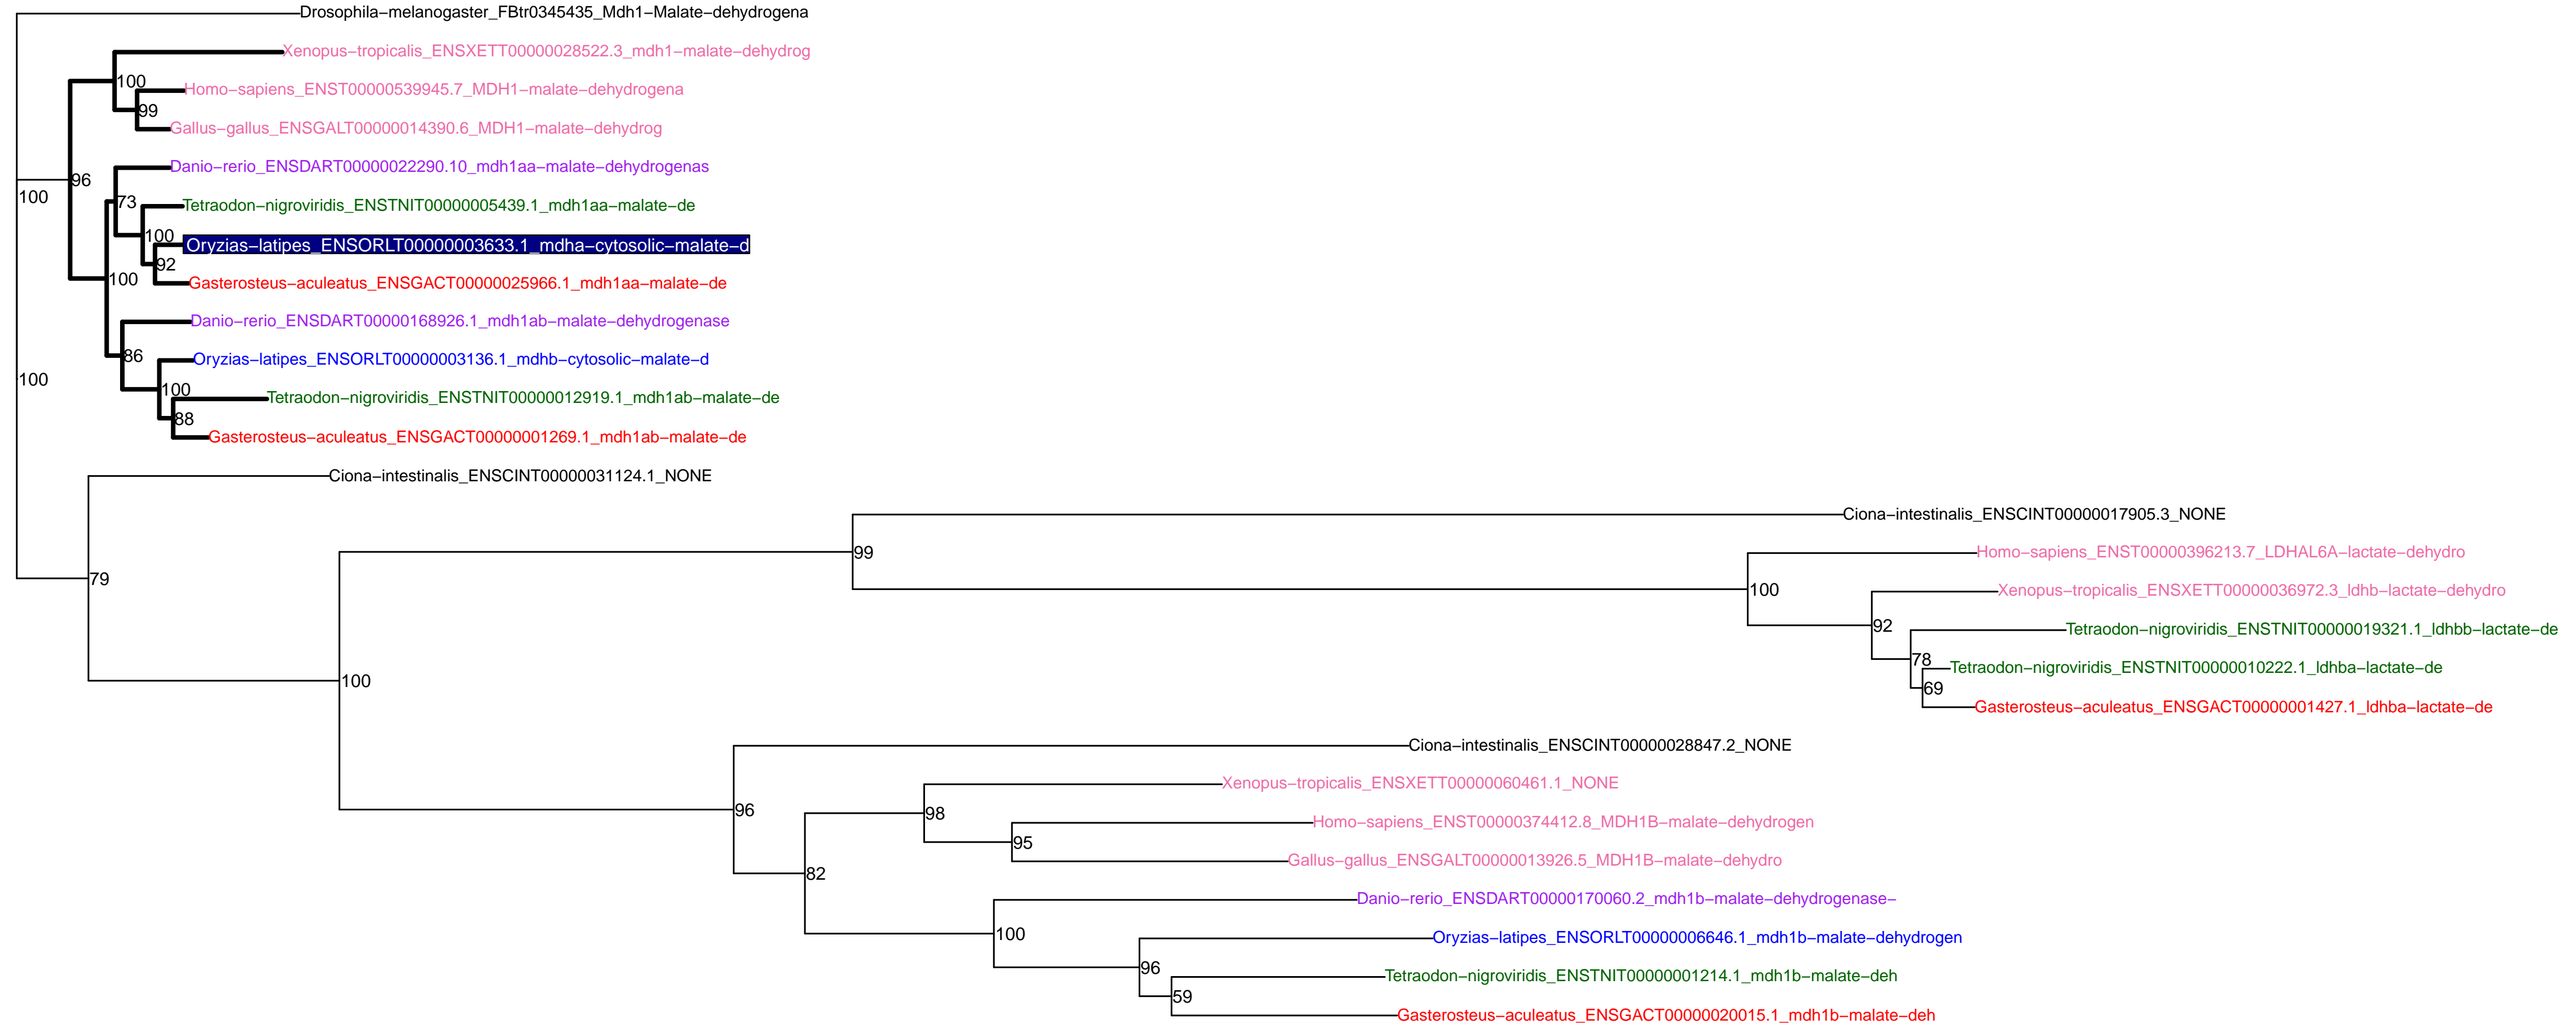 Drosophila−melanogaster_FBtr0345435_Mdh1−Malate−dehydrogena
Xenopus−tropicalis_ENSXETT00000028522.3_mdh1−malate−dehydrog
100
Homo−sapiens_ENST00000539945.7_MDH1−malate−dehydrogena
99
Gallus−gallus_ENSGALT00000014390.6_MDH1−malate−dehydrog
Danio−rerio_ENSDART00000022290.10_mdh1aa−malate−dehydrogenas
96
100
73
Tetraodon−nigroviridis_ENSTNIT00000005439.1_mdh1aa−malate−de
100
Oryzias−latipes_ENSORLT00000003633.1_mdha−cytosolic−malate−d
92
100
Gasterosteus−aculeatus_ENSGACT00000025966.1_mdh1aa−malate−de
Danio−rerio_ENSDART00000168926.1_mdh1ab−malate−dehydrogenase
86
Oryzias−latipes_ENSORLT00000003136.1_mdhb−cytosolic−malate−d
100
100
Tetraodon−nigroviridis_ENSTNIT00000012919.1_mdh1ab−malate−de
88
Gasterosteus−aculeatus_ENSGACT00000001269.1_mdh1ab−malate−de
Ciona−intestinalis_ENSCINT00000031124.1_NONE
Ciona−intestinalis_ENSCINT00000017905.3_NONE
99
Homo−sapiens_ENST00000396213.7_LDHAL6A−lactate−dehydro
79
100
Xenopus−tropicalis_ENSXETT00000036972.3_ldhb−lactate−dehydro
92
Tetraodon−nigroviridis_ENSTNIT00000019321.1_ldhbb−lactate−de
78
Tetraodon−nigroviridis_ENSTNIT00000010222.1_ldhba−lactate−de
100
69
Gasterosteus−aculeatus_ENSGACT00000001427.1_ldhba−lactate−de
Ciona−intestinalis_ENSCINT00000028847.2_NONE
Xenopus−tropicalis_ENSXETT00000060461.1_NONE
96
98
Homo−sapiens_ENST00000374412.8_MDH1B−malate−dehydrogen
95
Gallus−gallus_ENSGALT00000013926.5_MDH1B−malate−dehydro
82
Danio−rerio_ENSDART00000170060.2_mdh1b−malate−dehydrogenase−
100
Oryzias−latipes_ENSORLT00000006646.1_mdh1b−malate−dehydrogen
96
Tetraodon−nigroviridis_ENSTNIT00000001214.1_mdh1b−malate−deh
59
Gasterosteus−aculeatus_ENSGACT00000020015.1_mdh1b−malate−deh